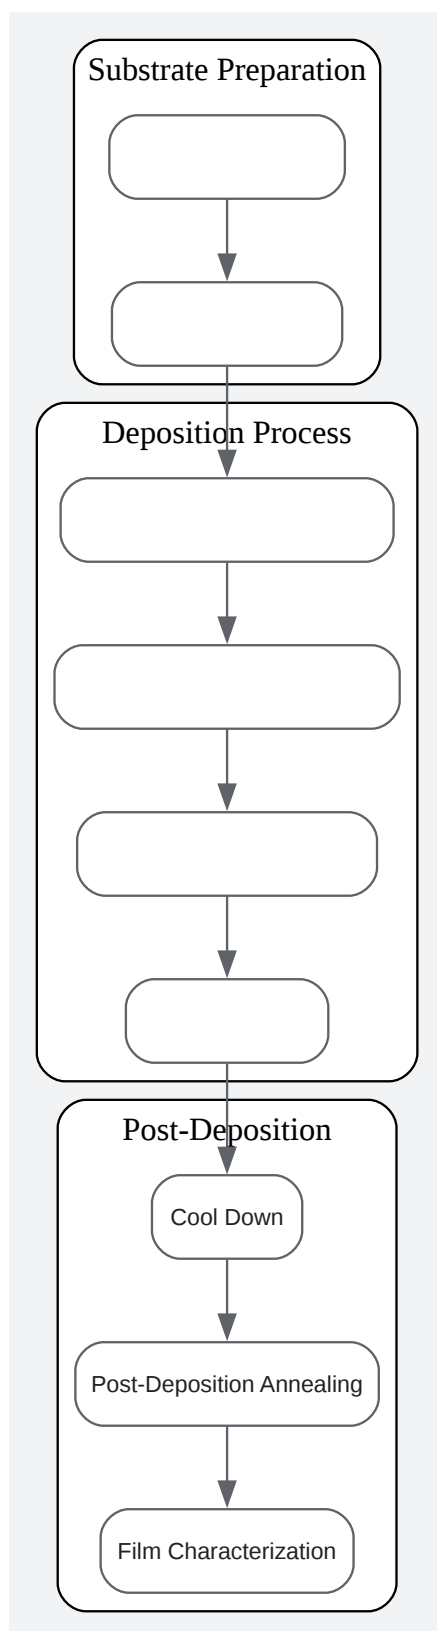 Substrate Preparation
Deposition Process
Post-Deposition
Cool Down
Post-Deposition Annealing
Film Characterization